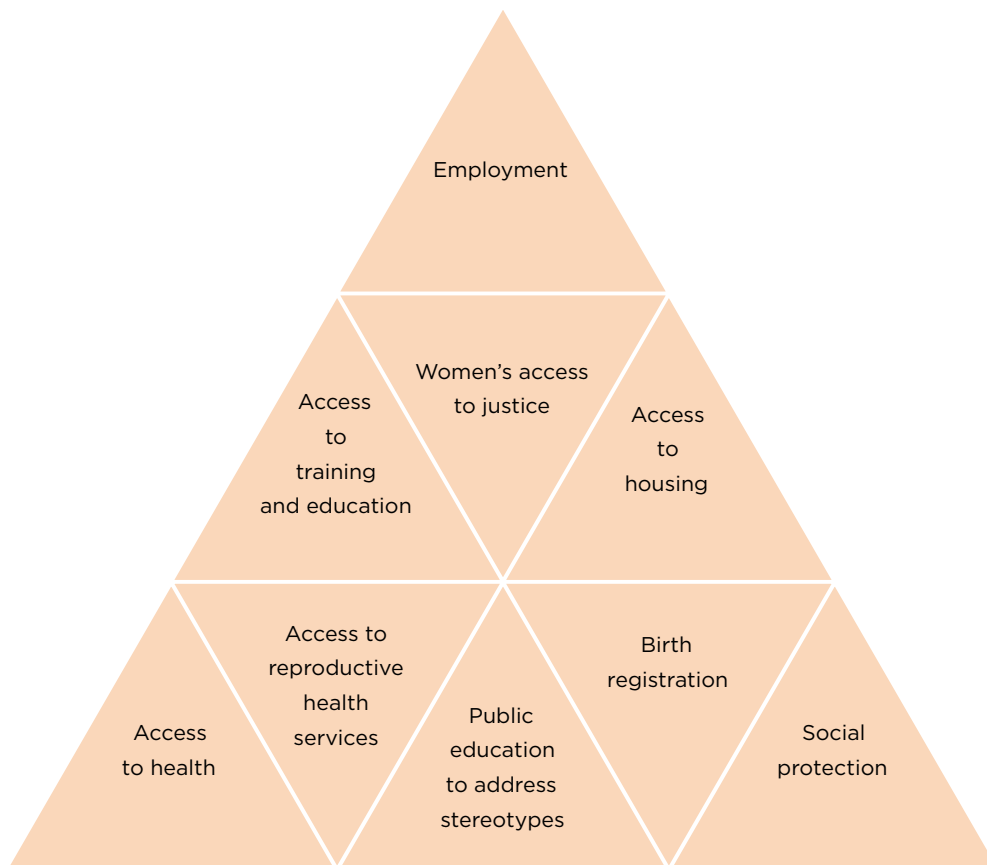 Employment
Women’s access
to justice
Access
to
training
and education
Access
to
housing
Access to
reproductive
health
services
Birth
registration
Access
to health
Public
education
to address
stereotypes
Social
protection